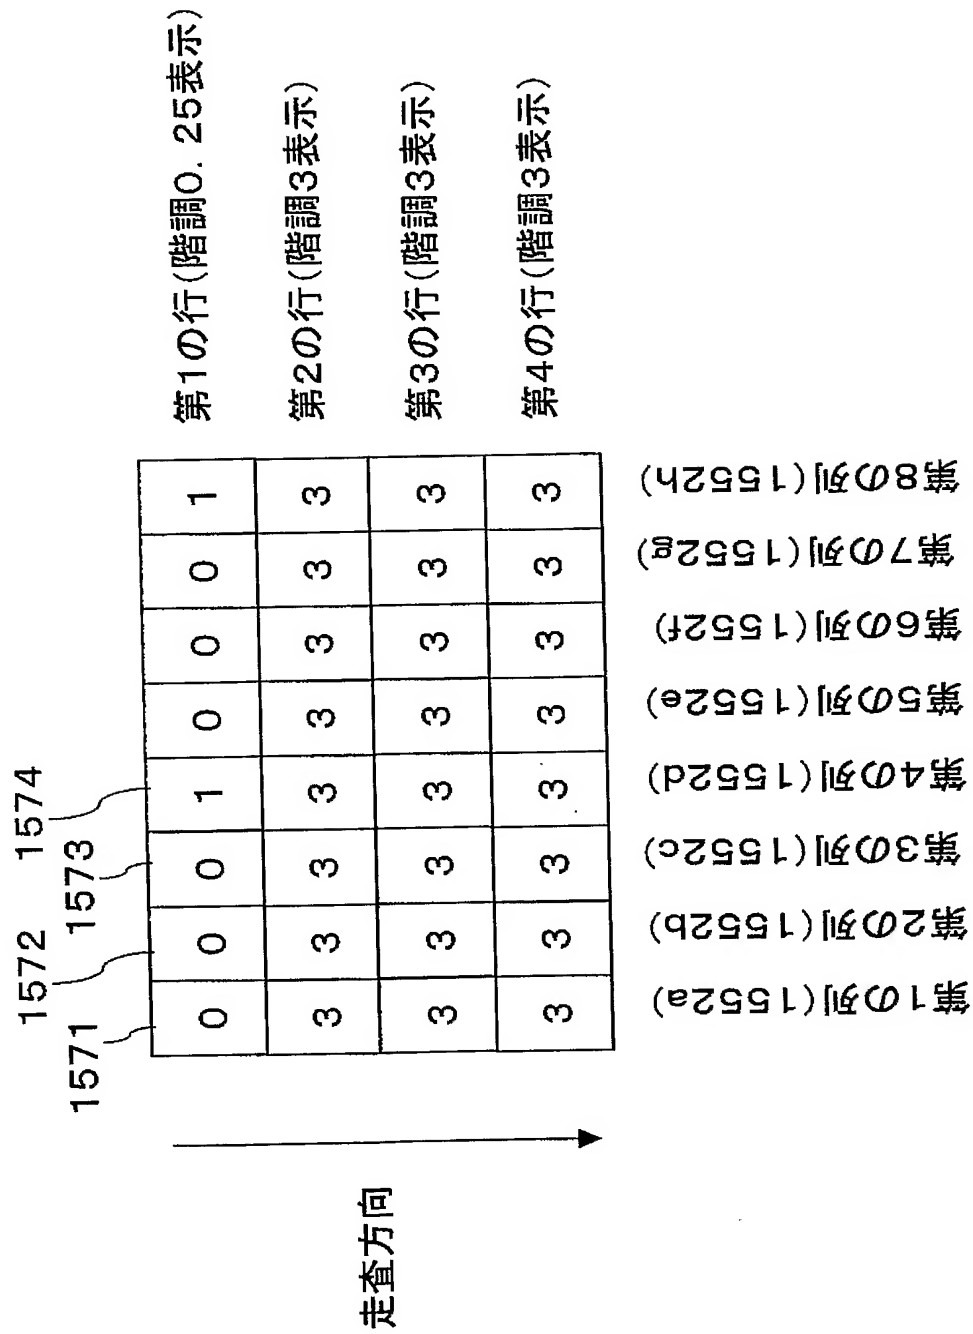 1571 1572 1573 1574
0 0 0 1 0 0 0 1 第1の行(階調0.25表示)
3 3 3 3 3 3 3 3 第2の行(階調3表示)
3 3 3 3 3 3 3 3 第3の行(階調3表示)
3 3 3 3 3 3 3 3 第4の行(階調3表示)
走査方向
第1の列(1552a)
第2の列(1552b)
第3の列(1552c)
第4の列(1552d)
第5の列(1552e)
第6の列(1552f)
第7の列(1552g)
第8の列(1552h)